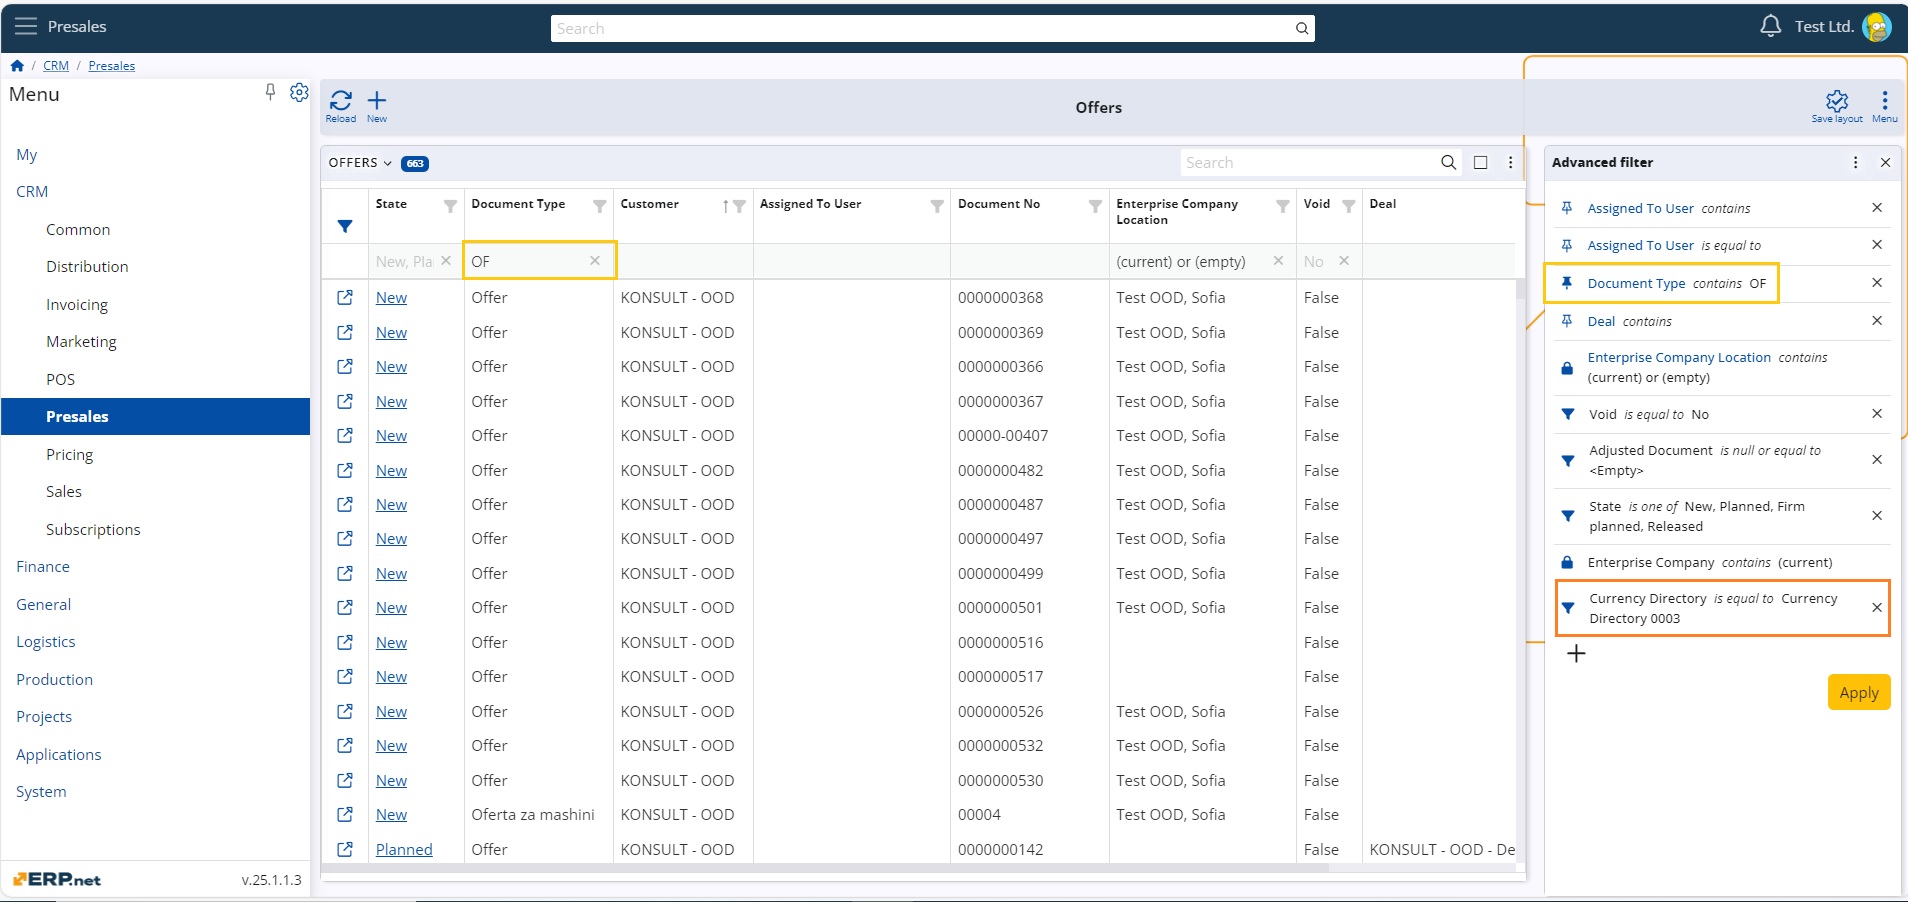 Presales
Search
Test Ltd.
/ CRM / Presales
Menu
My
CRM
Common
Distribution
Invoicing
Marketing
POS
Presales
Pricing
Sales
Subscriptions
Finance
General
Logistics
Production
Projects
Applications
System
ERP.net
v.25.1.1.3
Reload
New
Offers
Save layout
Menu
OFFERS 663
Search
State Document Type Customer Assigned To User Document No Enterprise Company Location Void Deal
New, Pla OF (current) or (empty) No
New Offer KONSULT - OOD 0000000368 Test OOD, Sofia False
New Offer KONSULT - OOD 0000000369 Test OOD, Sofia False
New Offer KONSULT - OOD 0000000366 Test OOD, Sofia False
New Offer KONSULT - OOD 0000000367 Test OOD, Sofia False
New Offer KONSULT - OOD 00000-00407 Test OOD, Sofia False
New Offer KONSULT - OOD 0000000482 Test OOD, Sofia False
New Offer KONSULT - OOD 0000000487 Test OOD, Sofia False
New Offer KONSULT - OOD 0000000497 Test OOD, Sofia False
New Offer KONSULT - OOD 0000000499 Test OOD, Sofia False
New Offer KONSULT - OOD 0000000501 Test OOD, Sofia False
New Offer KONSULT - OOD 0000000516 False
New Offer KONSULT - OOD 0000000517 False
New Offer KONSULT - OOD 0000000526 Test OOD, Sofia False
New Offer KONSULT - OOD 0000000532 Test OOD, Sofia False
New Offer KONSULT - OOD 0000000530 Test OOD, Sofia False
New Oferta za mashini KONSULT - OOD 00004 Test OOD, Sofia False
Planned Offer KONSULT - OOD 0000000142 False KONSULT - OOD - De
Advanced filter
Assigned To User contains
Assigned To User is equal to
Document Type contains OF
Deal contains
Enterprise Company Location contains
(current) or (empty)
Void is equal to No
Adjusted Document is null or equal to
<Empty>
State is one of New, Planned, Firm
planned, Released
Enterprise Company contains (current)
Currency Directory is equal to Currency
Directory 0003
Apply